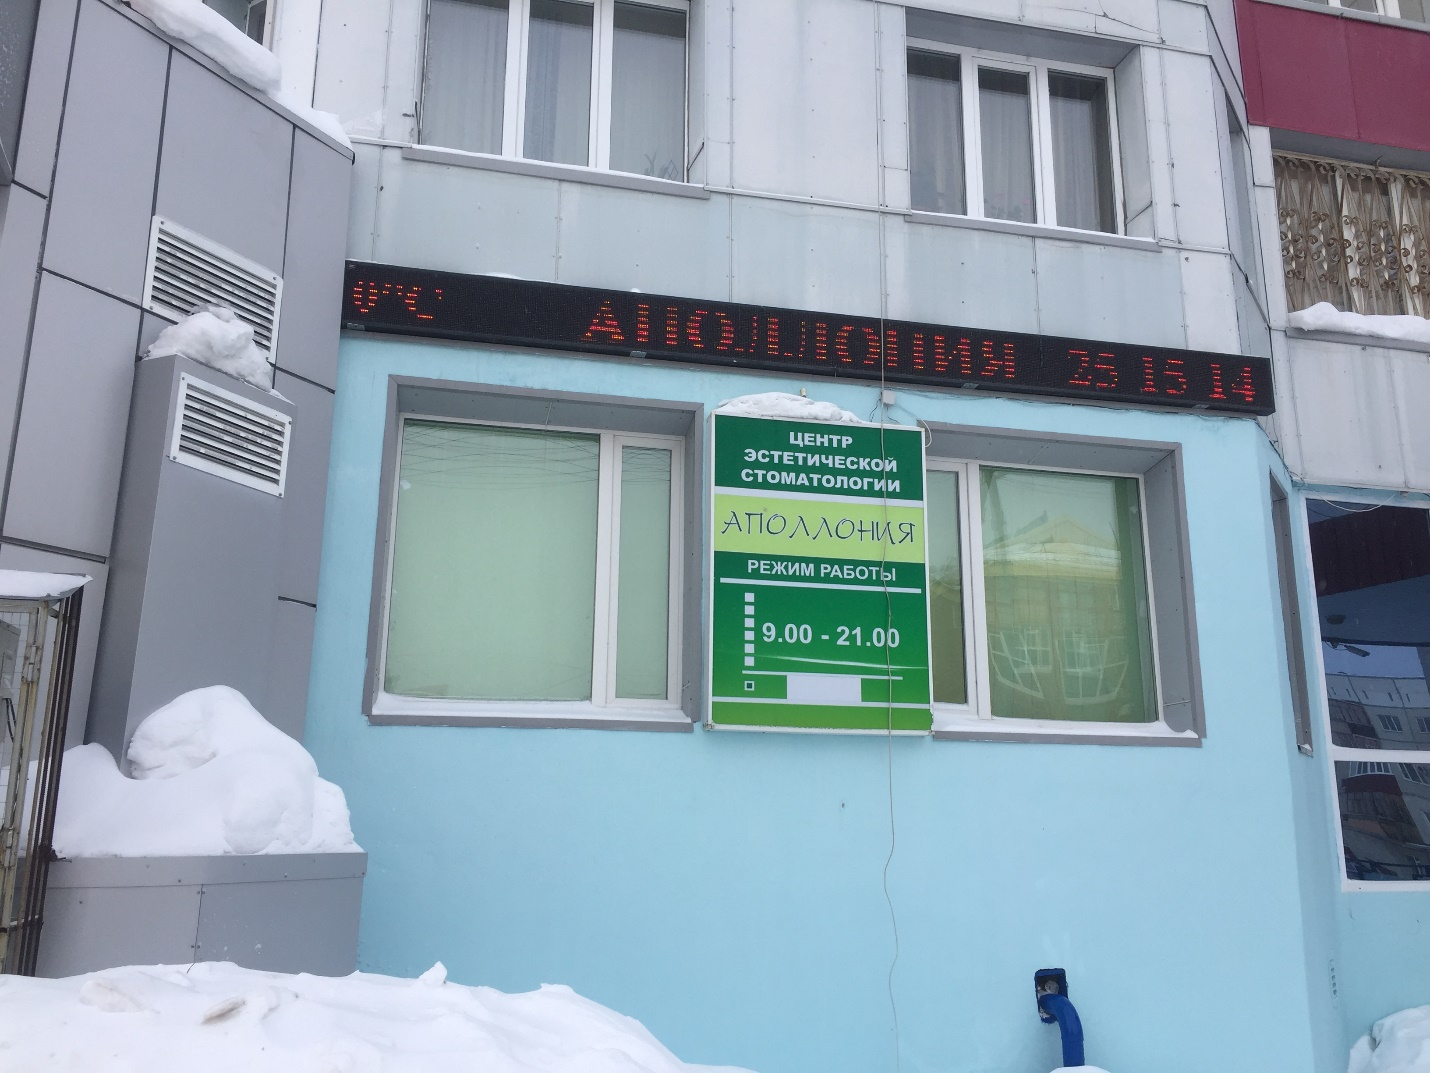 °C АПОЛЛОНИЯ 25 15 14
ЦЕНТР
ЭСТЕТИЧЕСКОЙ
СТОМАТОЛОГИИ
АПОЛЛОНИЯ
РЕЖИМ РАБОТЫ
9.00 - 21.00